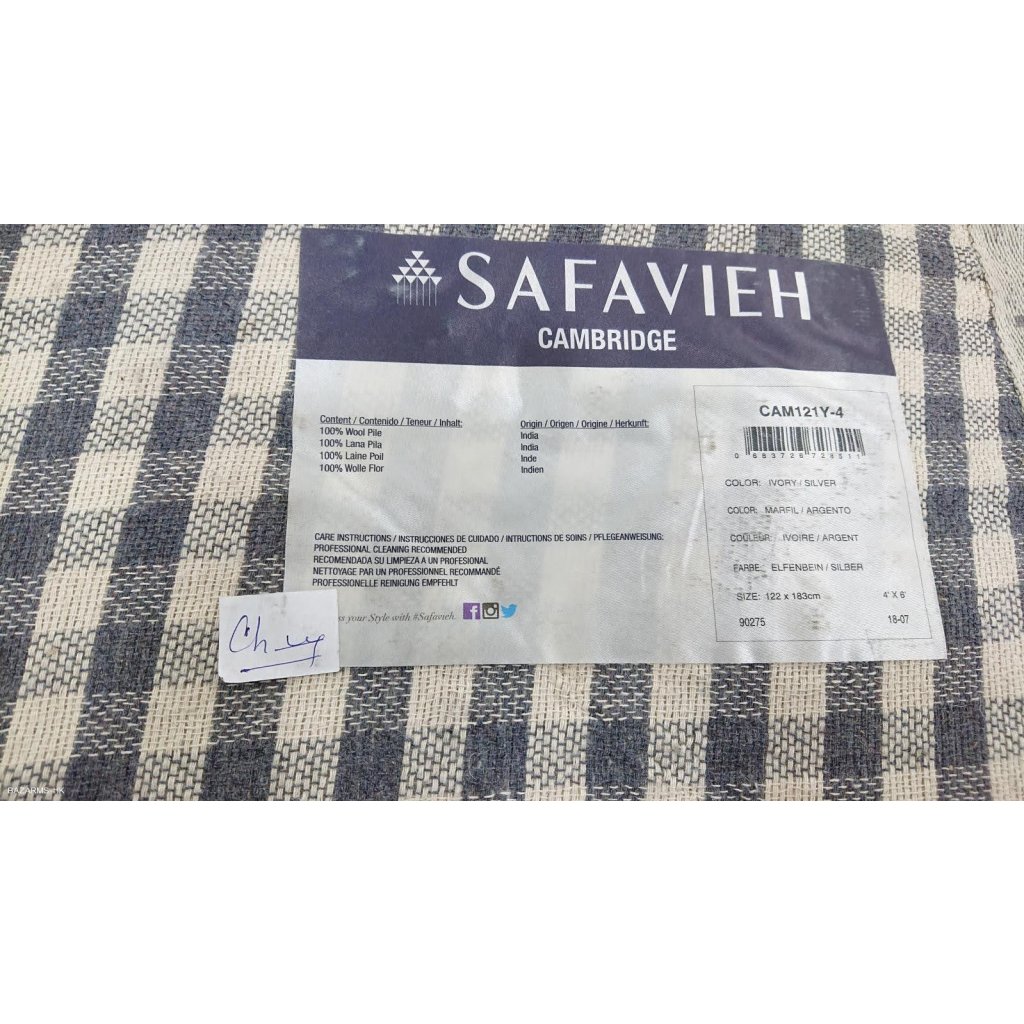 SAFAVIEH
CAMBRIDGE
Content / Contenido / Teneur / Inhalt:
100% Wool Pile
100% Lana Pila
100% Laine Poil
100% Wolle Flor
Origin / Origen / Origine / Herkunft:
India
India
Inde
Indien
CARE INSTRUCTIONS / INSTRUCCIONES DE CUIDADO / INTRUCTIONS DE SOINS / PFLEGEANWEISUNG:
PROFESSIONAL CLEANING RECOMMENDED
RECOMENDADA SU LIMPIEZA A UN PROFESIONAL
NETTOYAGE PAR UN PROFESSIONNEL RECOMMANDÉ
PROFESSIONELLE REINIGUNG EMPFEHLT
your Style with #Safavieh
CAM121Y-4
0 683726 728511
COLOR: IVORY / SILVER
COLOR: MARFIL / ARGENTO
COULEUR: IVOIRE / ARGENT
FARBE: ELFENBEIN / SILBER
SIZE: 122 x 183cm 4' X 6'
90275 18-07